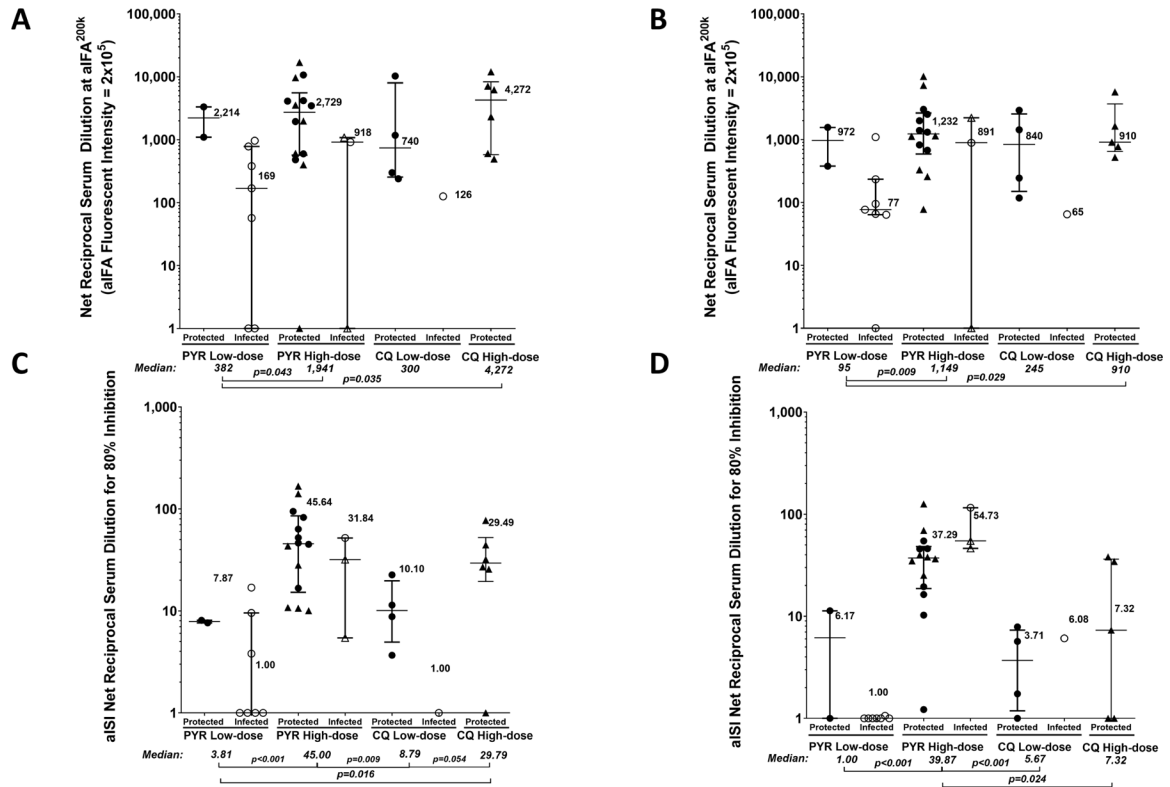 A
Net Reciprocal Serum Dilution at aIFA200k
(aIFA Fluorescent Intensity = 2x105)
100,000
10,000
1,000
100
10
1
2,214
169
2,729
918
740
126
4,272
Protected Infected Protected Infected Protected Infected Protected
PYR Low-dose PYR High-dose CQ Low-dose CQ High-dose
Median: 382 p=0.043 1,941 300 4,272
p=0.035
B
Net Reciprocal Serum Dilution at aIFA200k
(aIFA Fluorescent Intensity = 2x105)
100,000
10,000
1,000
100
10
1
972
77
1,232
891
840
65
910
Protected Infected Protected Infected Protected Infected Protected
PYR Low-dose PYR High-dose CQ Low-dose CQ High-dose
Median: 95 p=0.009 1,149 245 910
p=0.029
C
aISI Net Reciprocal Serum Dilution for 80% Inhibition
1,000
100
10
1
7.87
1.00
45.64
31.84
10.10
1.00
29.49
Protected Infected Protected Infected Protected Infected Protected
PYR Low-dose PYR High-dose CQ Low-dose CQ High-dose
Median: 3.81 p<0.001 45.00 p=0.009 8.79 p=0.054 29.79
p=0.016
D
aISI Net Reciprocal Serum Dilution for 80% Inhibition
1,000
100
10
1
6.17
1.00
37.29
54.73
3.71
6.08
7.32
Protected Infected Protected Infected Protected Infected Protected
PYR Low-dose PYR High-dose CQ Low-dose CQ High-dose
Median: 1.00 p<0.001 39.87 p<0.001 5.67 7.32
p=0.024